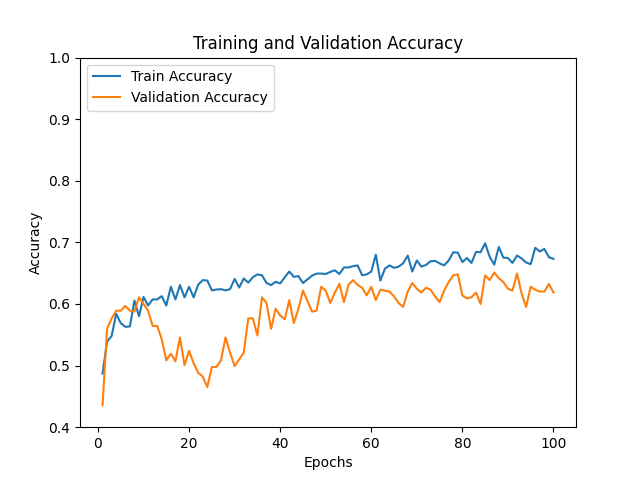 Training and Validation Accuracy
Train Accuracy
Validation Accuracy
1.0
0.9
0.8
0.7
0.6
0.5
0.4
Accuracy
0 20 40 60 80 100
Epochs